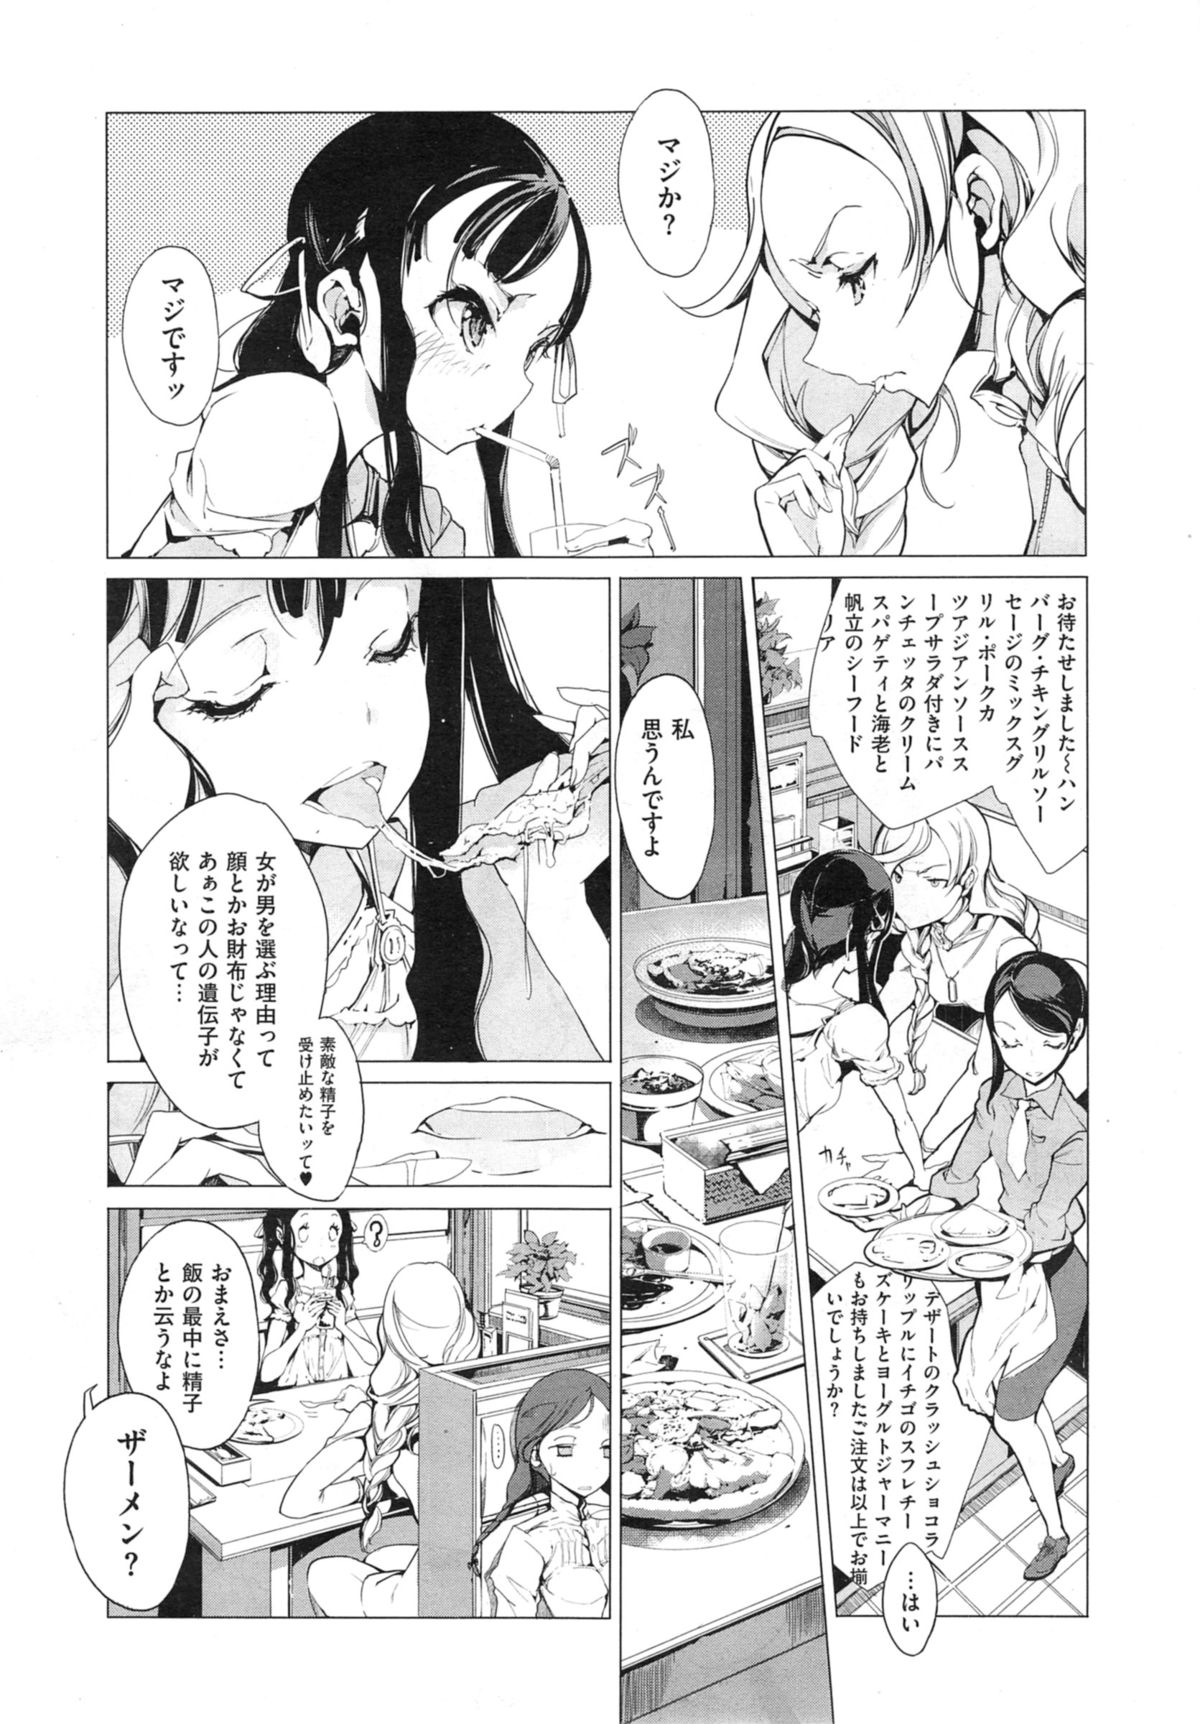 マジか?
マジですッ
ズズ
お待たせしました〜ハン
バーグ・チキングリルソー
セージのミックスグ
リル・ポークカ
ツアジアンソースス
ープサラダ付きにパ
ンチェッタのクリーム
スパゲティと海老と
帆立のシーフード
リア
カチャ
デザートのクラッシュショコラ
リップルにイチゴのスフレチー
ズケーキとヨーグルトジャーマニー
もお持ちしましたご注文は以上でお揃
いでしょうか?
…はい
私
思うんですよ
女が男を選ぶ理由って
顔とかお財布じゃなくて
あぁこの人の遺伝子が
欲しいなって…
素敵な精子を
受け止めたいッて♥
?
おまえさ…
飯の最中に精子
とか云うなよ
……
ザーメン?